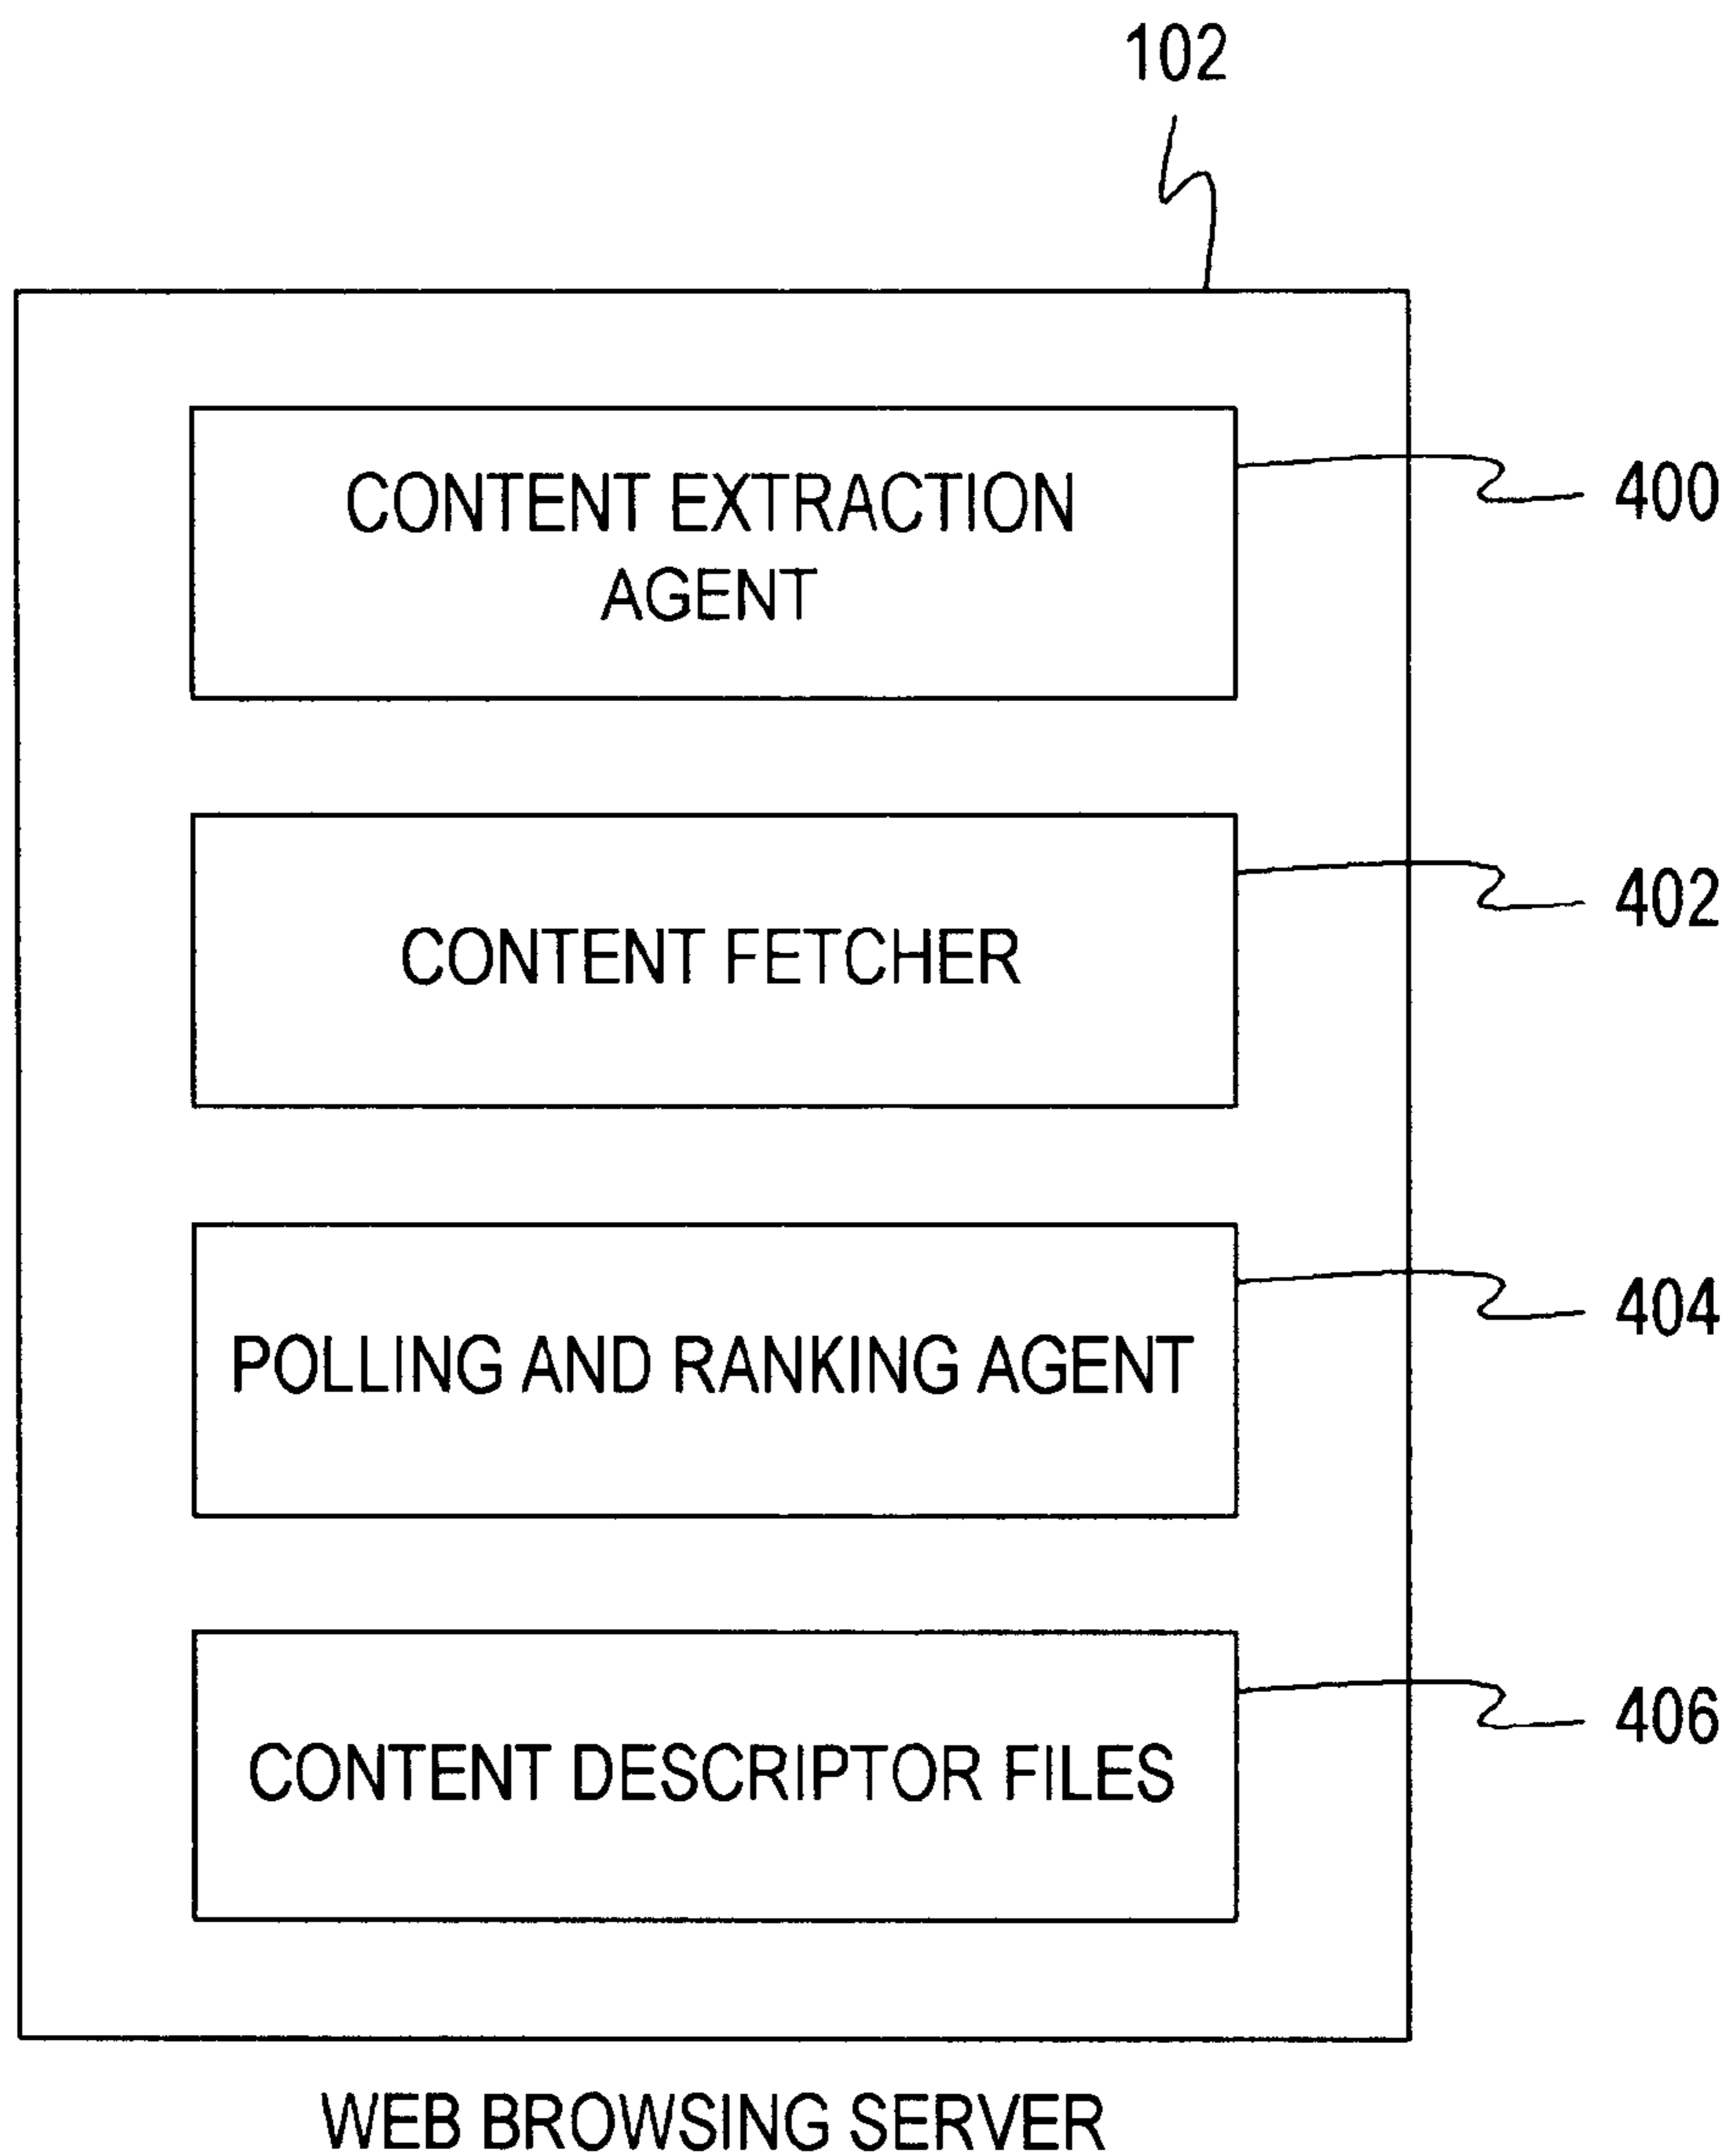 102
CONTENT EXTRACTION
AGENT
400
CONTENT FETCHER
402
POLLING AND RANKING AGENT
404
CONTENT DESCRIPTOR FILES
406
WEB BROWSING SERVER